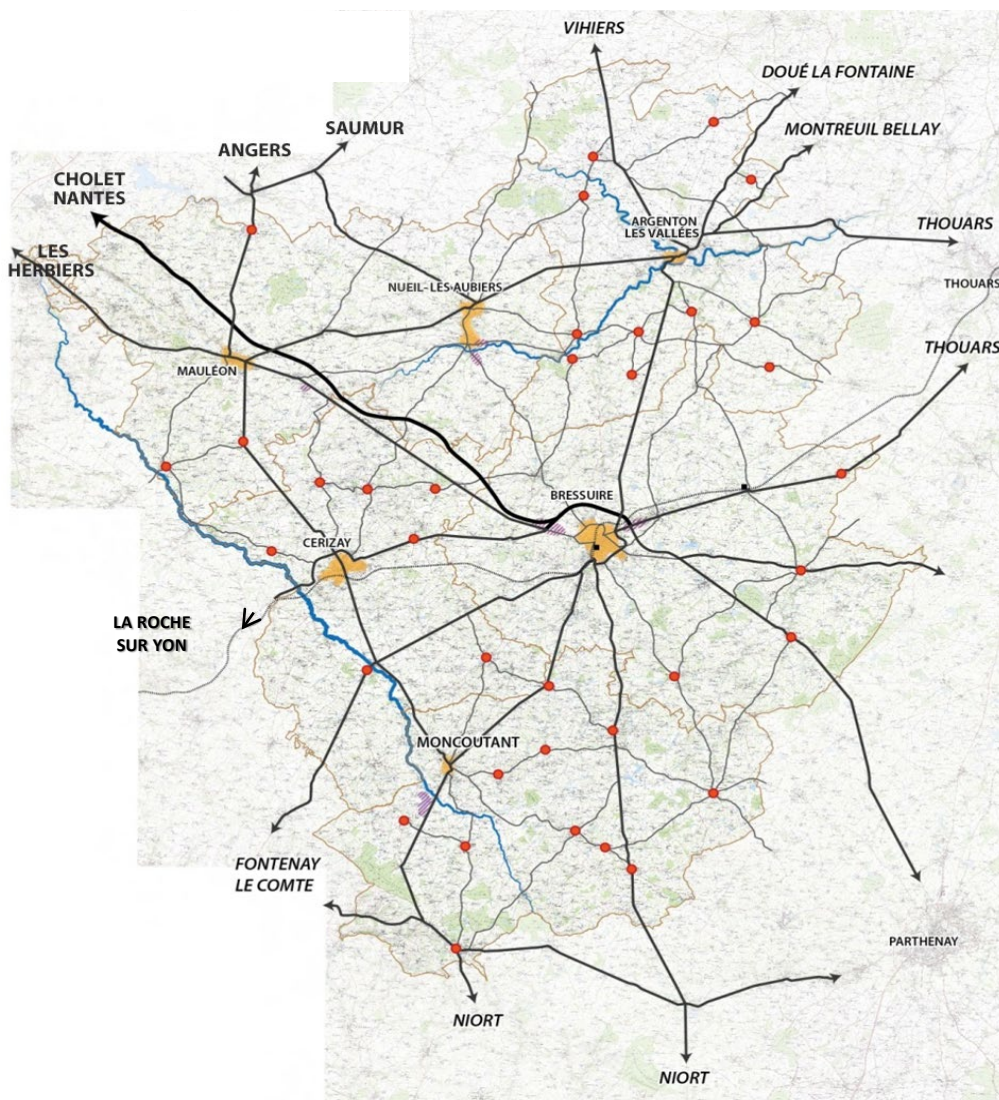 VIHIERS
DOUÉ LA FONTAINE
SAUMUR
MONTREUIL BELLAY
ANGERS
CHOLET
NANTES
ARGENTON
LES VALLÉES
THOUARS
LES
HERBIERS
THOUARS
NUEIL-LES AUBIERS
THOUARS
MAULÉON
BRESSUIRE
CERIZAY
LA ROCHE
SUR YON
MONCOUTANT
FONTENAY
LE COMTE
PARTHENAY
NIORT
NIORT